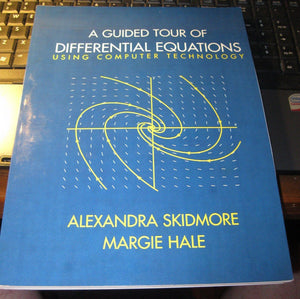 A GUIDED TOUR OF
DIFFERENTIAL EQUATIONS
USING COMPUTER TECHNOLOGY
ALEXANDRA SKIDMORE
MARGIE HALE